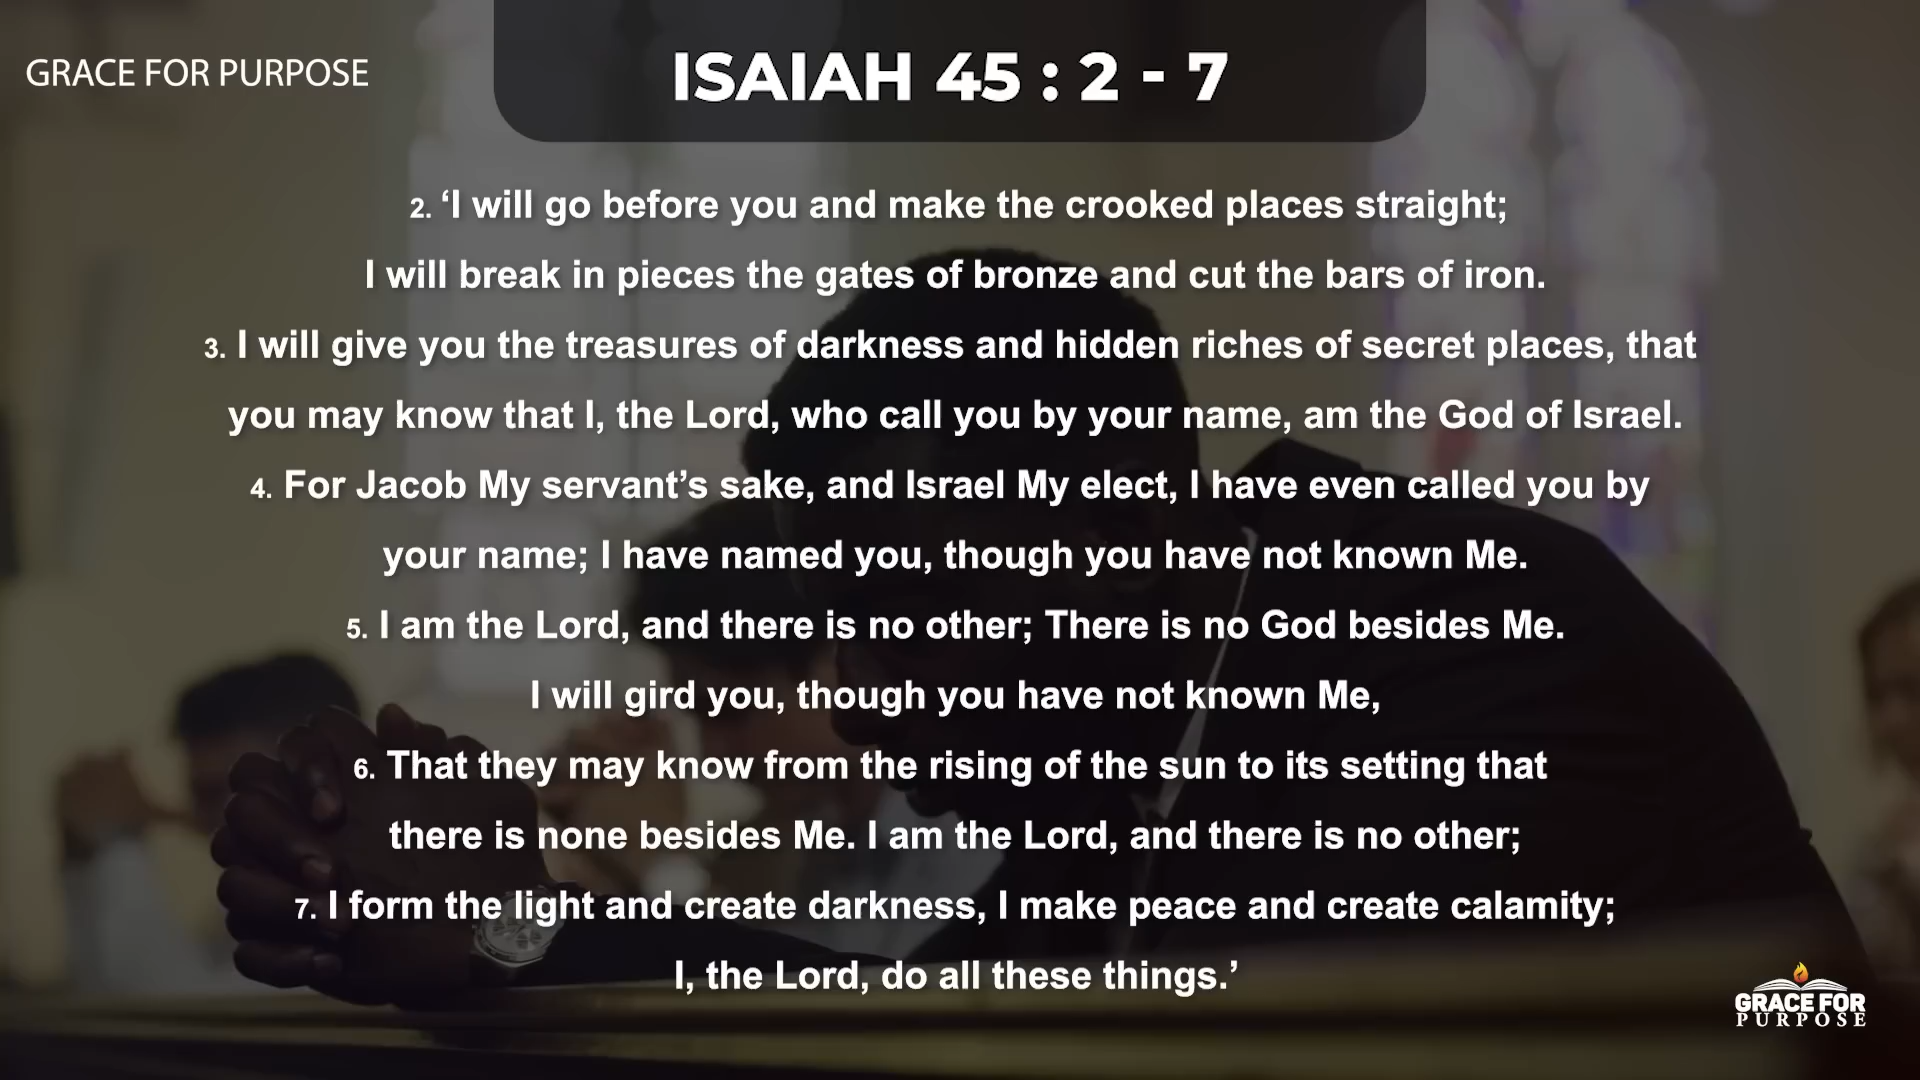 GRACE FOR PURPOSE
ISAIAH 45 : 2 - 7
2. ‘I will go before you and make the crooked places straight;
I will break in pieces the gates of bronze and cut the bars of iron.
3. I will give you the treasures of darkness and hidden riches of secret places, that
you may know that I, the Lord, who call you by your name, am the God of Israel.
4. For Jacob My servant’s sake, and Israel My elect, I have even called you by
your name; I have named you, though you have not known Me.
5. I am the Lord, and there is no other; There is no God besides Me.
I will gird you, though you have not known Me,
6. That they may know from the rising of the sun to its setting that
there is none besides Me. I am the Lord, and there is no other;
7. I form the light and create darkness, I make peace and create calamity;
I, the Lord, do all these things.’
GRACE FOR
PURPOSE